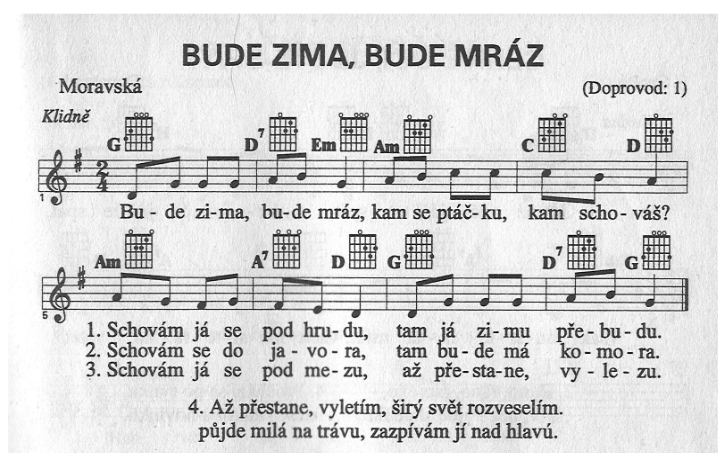 BUDE ZIMA, BUDE MRÁZ
Moravská
(Doprovod: 1)
Klidně
G D7 Em Am C D
2
4
1
Bu - de zi - ma, bu - de mráz, kam se ptáč - ku, kam scho - váš?
Am A7 D G D7 G
5
1. Schovám já se pod hru - du, tam já zi - mu pře - bu - du.
2. Schovám se do ja - vo - ra, tam bu - de má ko - mo - ra.
3. Schovám já se pod me - zu, až pře - sta - ne, vy - le - zu.
4. Až přestane, vyletím, širý svět rozveselím.
půjde milá na trávu, zazpívám jí nad hlavú.